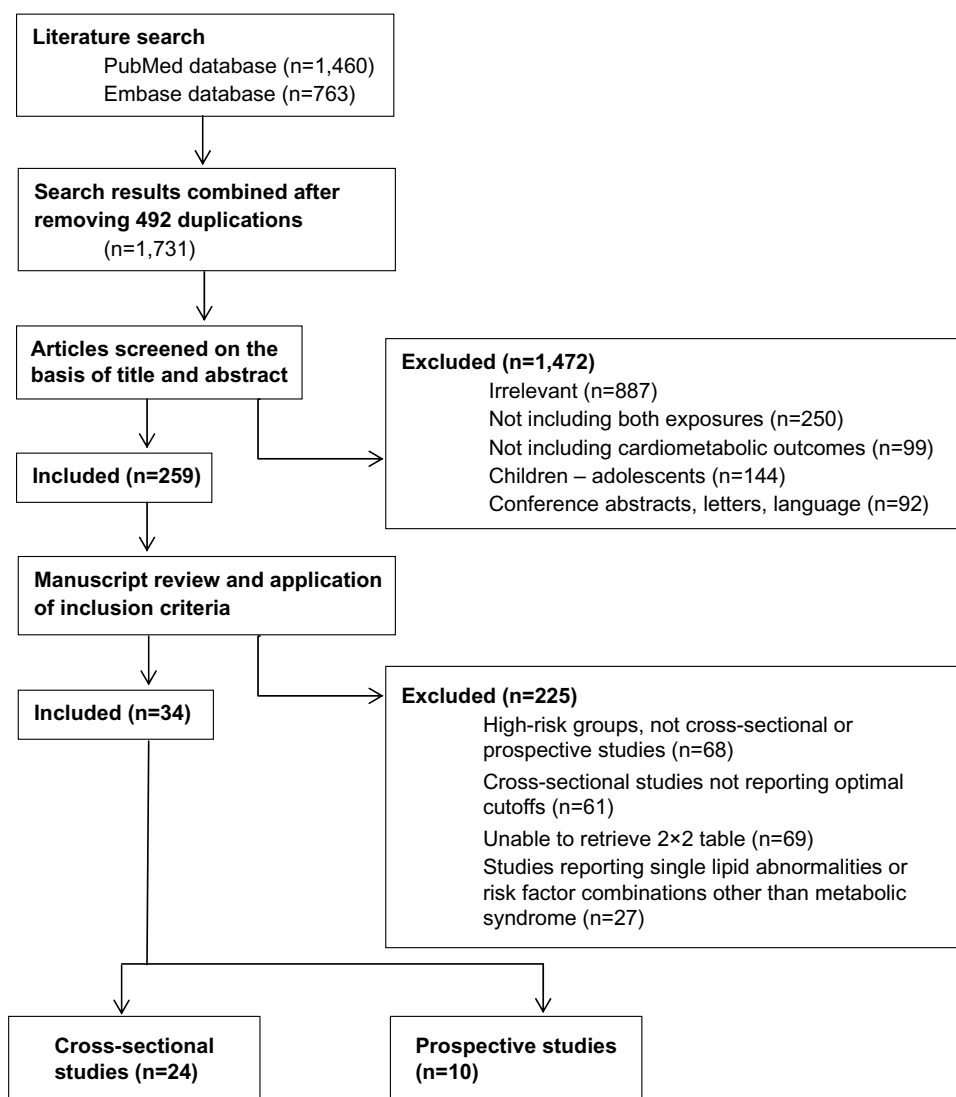 Literature search
PubMed database (n=1,460)
Embase database (n=763)
Search results combined after
removing 492 duplications
(n=1,731)
Articles screened on the
basis of title and abstract
Excluded (n=1,472)
Irrelevant (n=887)
Not including both exposures (n=250)
Not including cardiometabolic outcomes (n=99)
Children – adolescents (n=144)
Conference abstracts, letters, language (n=92)
Included (n=259)
Manuscript review and application
of inclusion criteria
Excluded (n=225)
High-risk groups, not cross-sectional or
prospective studies (n=68)
Cross-sectional studies not reporting optimal
cutoffs (n=61)
Unable to retrieve 2×2 table (n=69)
Studies reporting single lipid abnormalities or
risk factor combinations other than metabolic
syndrome (n=27)
Included (n=34)
Cross-sectional
studies (n=24)
Prospective studies
(n=10)